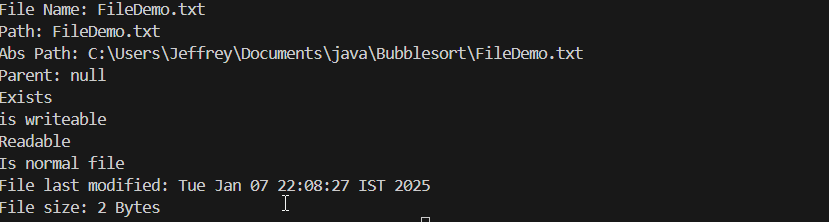 File Name: FileDemo.txt
Path: FileDemo.txt
Abs Path: C:\Users\Jeffrey\Documents\java\Bubblesort\FileDemo.txt
Parent: null
Exists
is writeable
Readable
Is normal file
File last modified: Tue Jan 07 22:08:27 IST 2025
File size: 2 Bytes